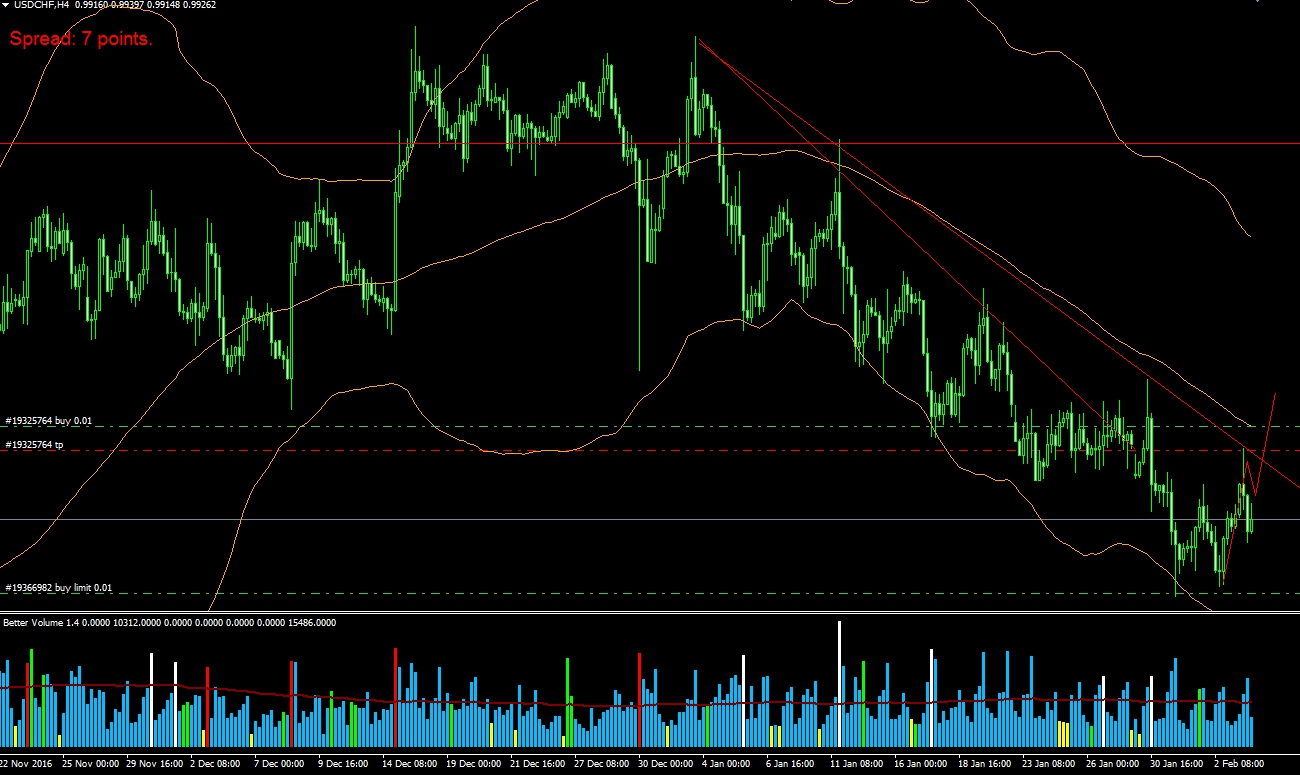 USDCHF,H4 0.99160 0.99397 0.99148 0.99262
Spread: 7 points.
#19325764 buy 0.01
#19325764 tp
#19366982 buy limit 0.01
Better Volume 1.4 0.0000 10312.0000 0.0000 0.0000 0.0000 0.0000 15486.0000
22 Nov 2016 25 Nov 00:00 29 Nov 16:00 2 Dec 08:00 7 Dec 00:00 9 Dec 16:00 14 Dec 08:00 19 Dec 00:00 21 Dec 16:00 27 Dec 08:00 30 Dec 00:00 4 Jan 00:00 6 Jan 16:00 11 Jan 08:00 16 Jan 00:00 18 Jan 16:00 23 Jan 08:00 26 Jan 00:00 30 Jan 16:00 2 Feb 08:00